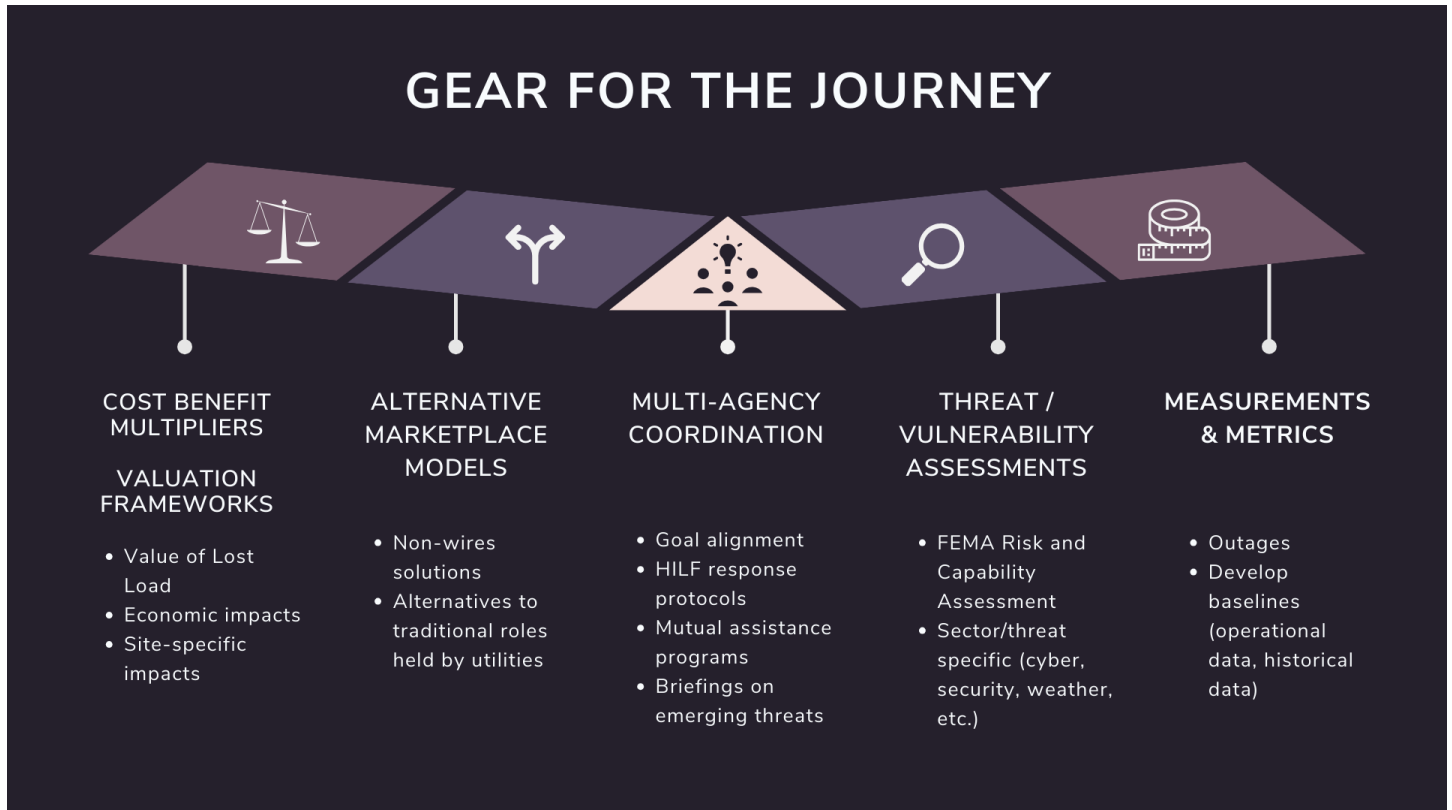 GEAR FOR THE JOURNEY
COST BENEFIT
MULTIPLIERS
VALUATION
FRAMEWORKS
• Value of Lost
Load
• Economic impacts
• Site-specific
impacts
ALTERNATIVE
MARKETPLACE
MODELS
• Non-wires
solutions
• Alternatives to
traditional roles
held by utilities
MULTI-AGENCY
COORDINATION
• Goal alignment
• HILF response
protocols
• Mutual assistance
programs
• Briefings on
emerging threats
THREAT /
VULNERABILITY
ASSESSMENTS
• FEMA Risk and
Capability
Assessment
• Sector/threat
specific (cyber,
security, weather,
etc.)
MEASUREMENTS
& METRICS
• Outages
• Develop
baselines
(operational
data, historical
data)